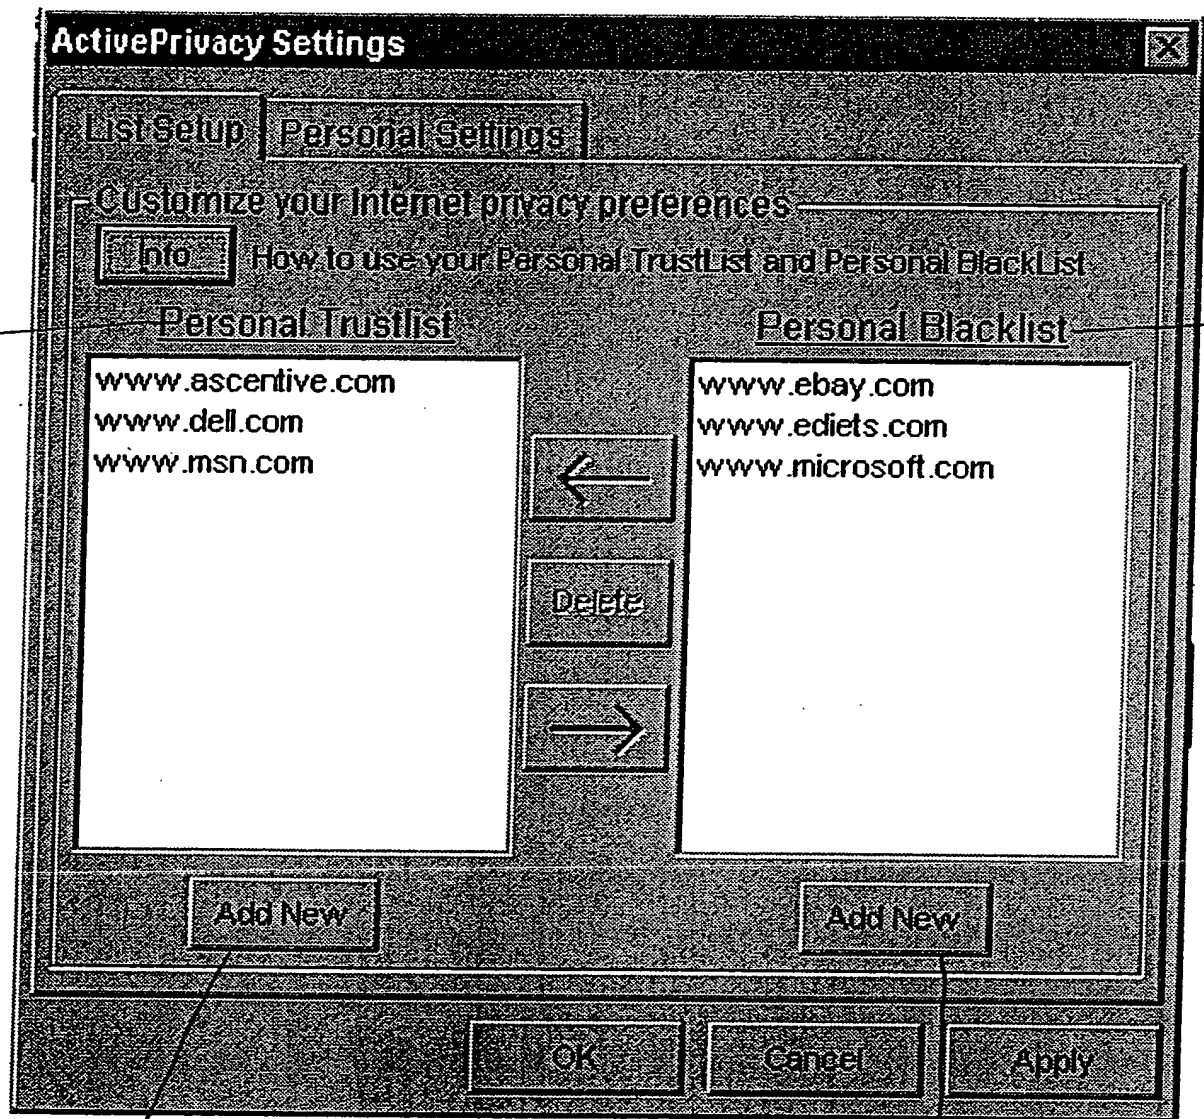 ActivePrivacy Settings
List Setup Personal Settings
Customize your Internet privacy preferences
Info How to use your Personal TrustList and Personal BlackList
Personal Trustlist Personal Blacklist
www.ascentive.com www.ebay.com
www.dell.com www.ediets.com
www.msn.com www.microsoft.com
Delete
Add New Add New
OK Cancel Apply